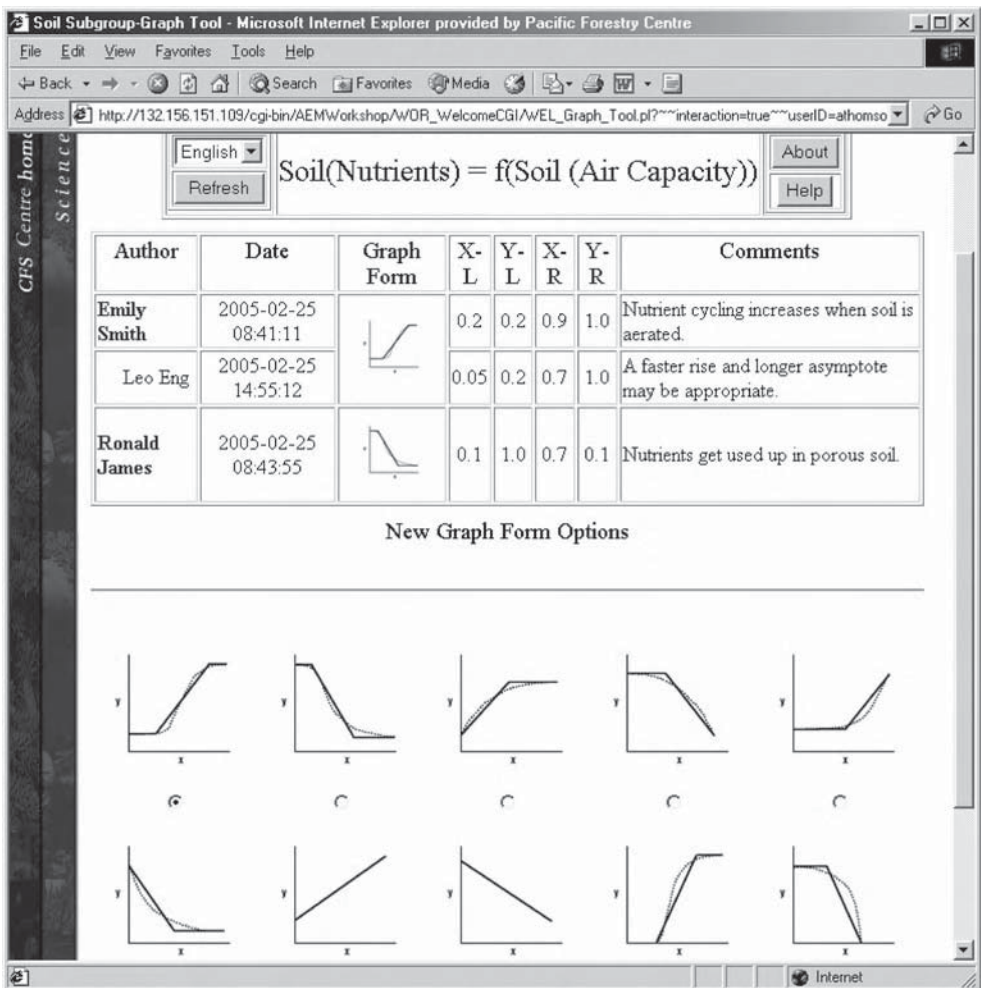 Soil Subgroup-Graph Tool - Microsoft Internet Explorer provided by Pacific Forestry Centre
File Edit View Favorites Tools Help
Back Search Favorites Media
Address http://132.156.151.109/cgi-bin/AEMWorkshop/WOR_WelcomeCGI/WEL_Graph_Tool.pl?~~interaction=true~~userID=athomso Go
CFS Centre home
Science
English
Refresh
Soil(Nutrients) = f(Soil (Air Capacity))
About
Help
Author Date Graph Form X-L Y-L X-R Y-R Comments
Emily Smith 2005-02-25 08:41:11 0.2 0.2 0.9 1.0 Nutrient cycling increases when soil is aerated.
Leo Eng 2005-02-25 14:55:12 0.05 0.2 0.7 1.0 A faster rise and longer asymptote may be appropriate.
Ronald James 2005-02-25 08:43:55 0.1 1.0 0.7 0.1 Nutrients get used up in porous soil.
New Graph Form Options
y y y y y
x x x x x
y y y y y
x x x x x
Internet